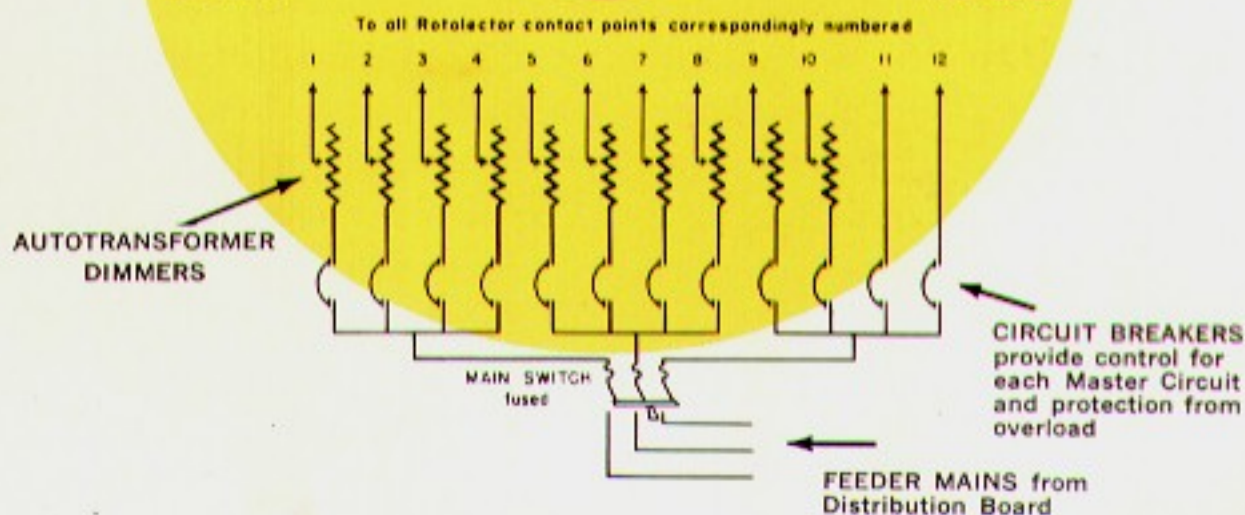 To all Rotolector contact points correspondingly numbered
1 2 3 4 5 6 7 8 9 10 11 12
AUTOTRANSFORMER
DIMMERS
MAIN SWITCH
fused
CIRCUIT BREAKERS
provide control for
each Master Circuit
and protection from
overload
FEEDER MAINS from
Distribution Board